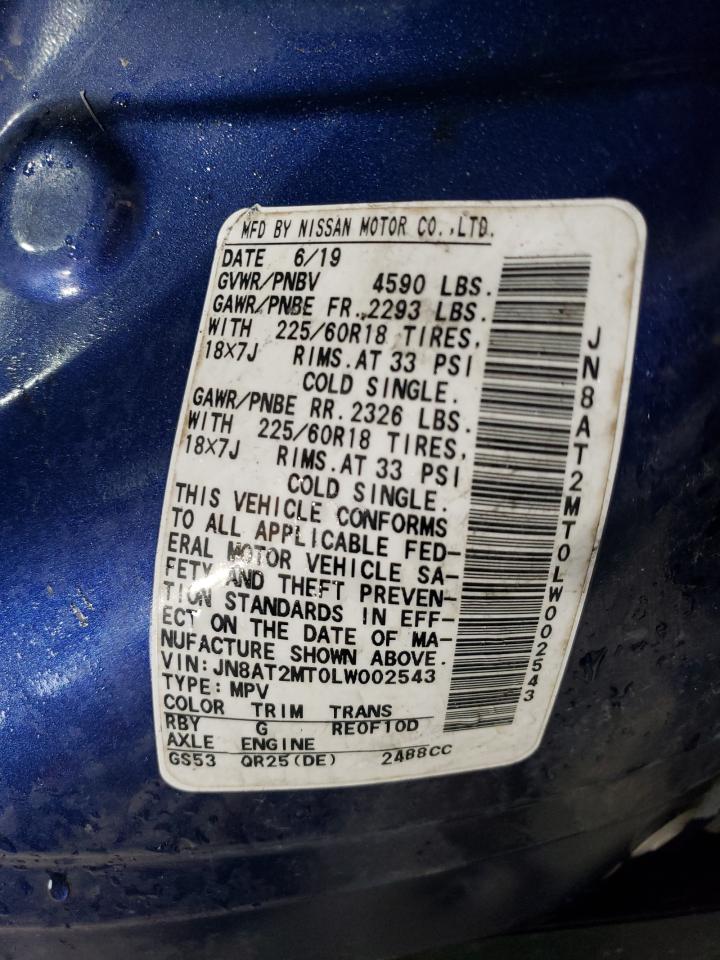 MFD BY NISSAN MOTOR CO.,LTD.
DATE 6/19
GVWR/PNBV 4590 LBS.
GAWR/PNBE FR. 2293 LBS.
WITH 225/60R18 TIRES,
18X7J RIMS. AT 33 PSI
COLD SINGLE.
GAWR/PNBE RR. 2326 LBS.
WITH 225/60R18 TIRES,
18X7J RIMS. AT 33 PSI
COLD SINGLE.
THIS VEHICLE CONFORMS
TO ALL APPLICABLE FED-
ERAL MOTOR VEHICLE SA-
FETY AND THEFT PREVEN-
TION STANDARDS IN EFF-
ECT ON THE DATE OF MA-
NUFACTURE SHOWN ABOVE.
VIN: JN8AT2MT0LW002543
TYPE: MPV
COLOR TRIM TRANS
RBY G RE0F10D
AXLE ENGINE
GS53 QR25(DE) 2488CC
JN8AT2MT0LW002543